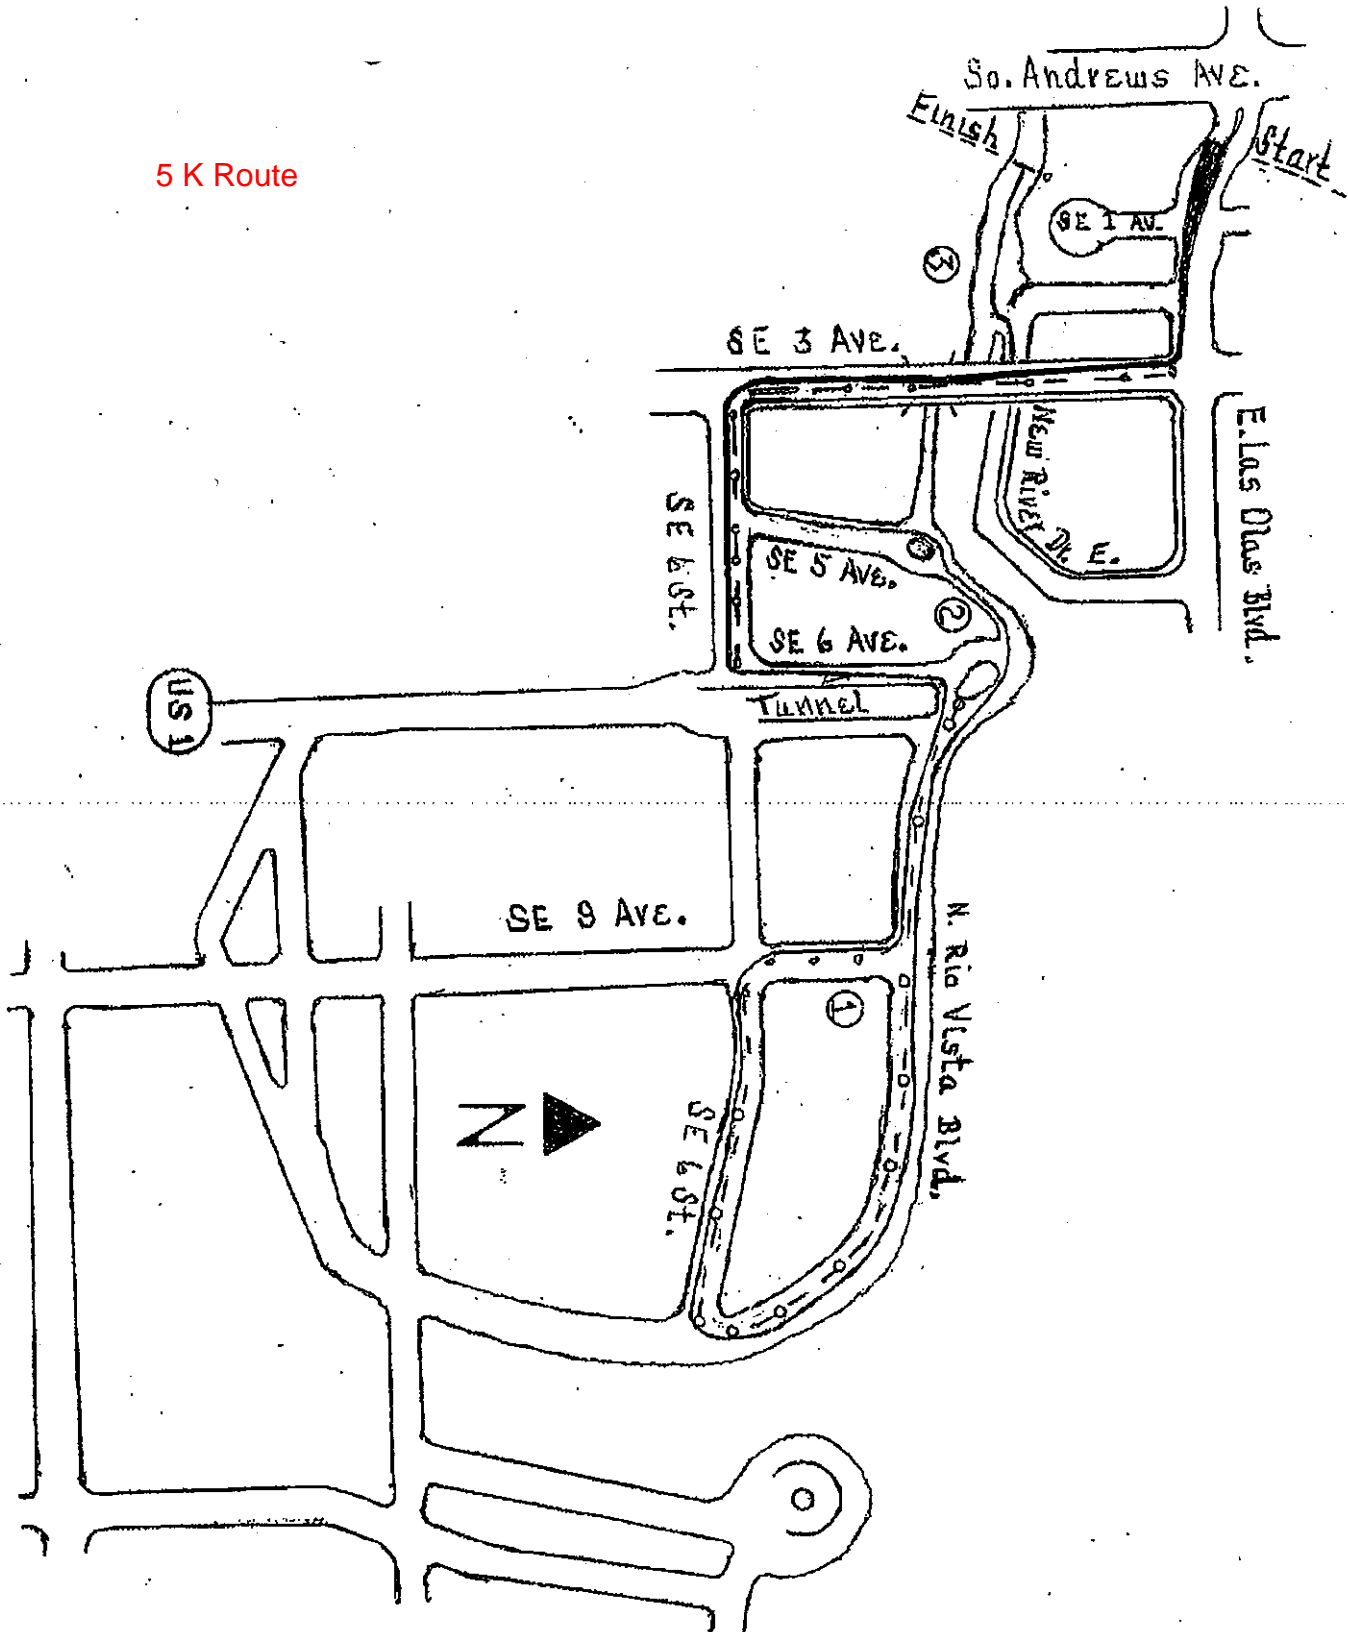 So. Andrews AVE.
Finish
Start
5 K Route
SE 1 AV.
3
SE 3 AVE.
E. Las Olas Blvd.
New River Dr. E.
SE 6 St.
SE 5 AVE.
2
SE 6 AVE.
US 1
Tunnel
SE 9 AVE.
N. Rio Vista Blvd.
1
N
SE 6 St.